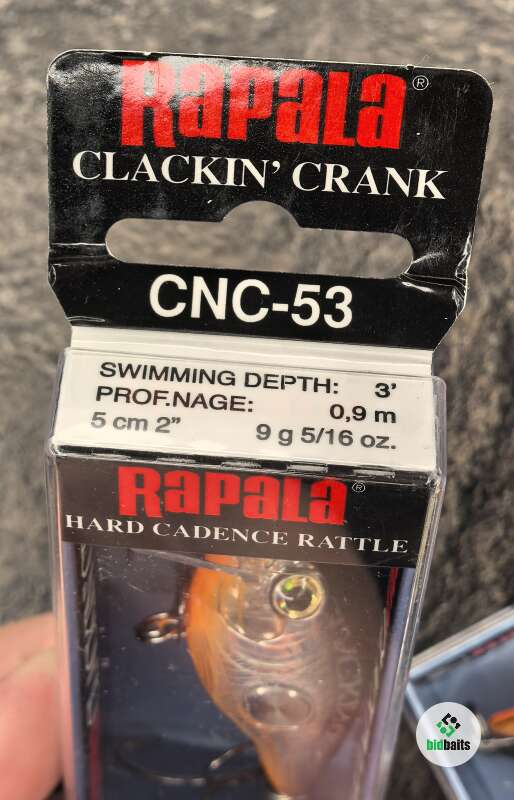 Rapala®
CLACKIN' CRANK
CNC-53
SWIMMING DEPTH: 3'
PROF.NAGE: 0,9 m
5 cm 2" 9 g 5/16 oz.
Rapala®
HARD CADENCE RATTLE
bidbaits